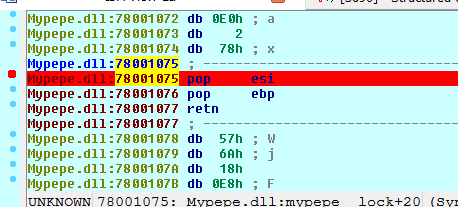 Mypepe.dll:78001072 db 0E0h ; a
Mypepe.dll:78001073 db 2
Mypepe.dll:78001074 db 78h ; x
Mypepe.dll:78001075 ; ------------------------------
Mypepe.dll:78001075 pop esi
Mypepe.dll:78001076 pop ebp
Mypepe.dll:78001077 retn
Mypepe.dll:78001077 ; ------------------------------
Mypepe.dll:78001078 db 57h ; W
Mypepe.dll:78001079 db 6Ah ; j
Mypepe.dll:7800107A db 18h
Mypepe.dll:7800107B db 0E8h ; F
UNKNOWN 78001075: Mypepe.dll:mypepe__lock+20 (Syn